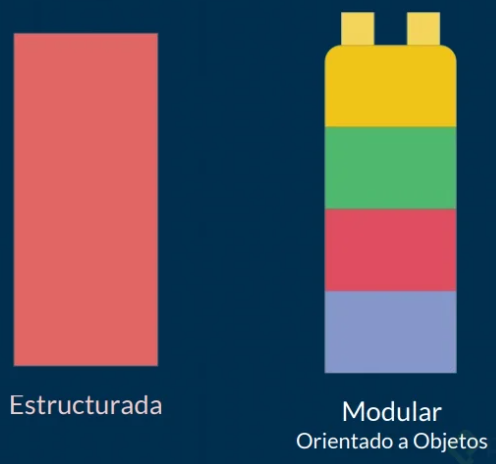 Estructurada
Modular
Orientado a Objetos